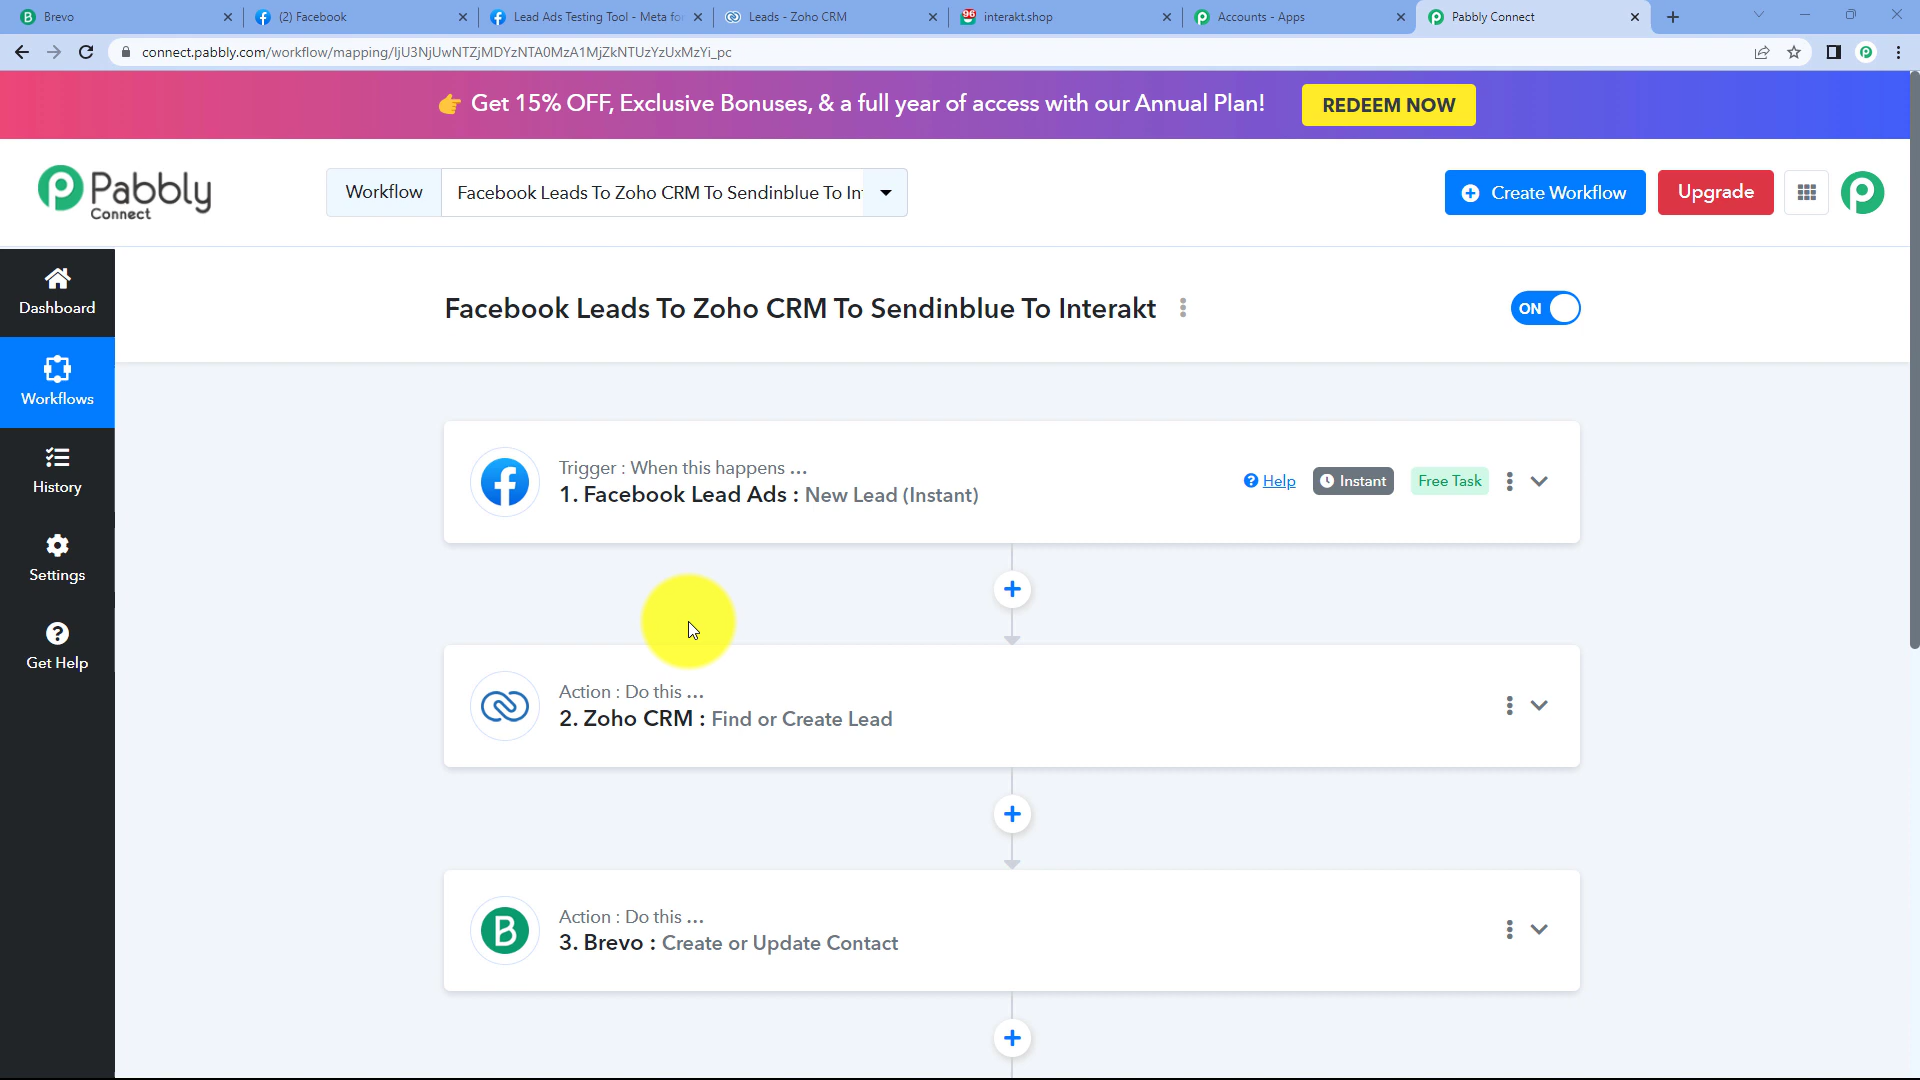 Brevo
(2) Facebook
Lead Ads Testing Tool - Meta fo
Leads - Zoho CRM
96
interakt.shop
Accounts - Apps
Pabbly Connect
connect.pabbly.com/workflow/mapping/IjU3NjUwNTZjMDYzNTA0MzA1MjZkNTUzYzUxMzYi_pc
👉 Get 15% OFF, Exclusive Bonuses, & a full year of access with our Annual Plan!
REDEEM NOW
Pabbly
Connect
Workflow
Facebook Leads To Zoho CRM To Sendinblue To In
Create Workflow
Upgrade
Dashboard
Workflows
History
Settings
Get Help
Facebook Leads To Zoho CRM To Sendinblue To Interakt
ON
Trigger : When this happens ...
1. Facebook Lead Ads : New Lead (Instant)
Help
Instant
Free Task
Action : Do this ...
2. Zoho CRM : Find or Create Lead
Action : Do this ...
3. Brevo : Create or Update Contact